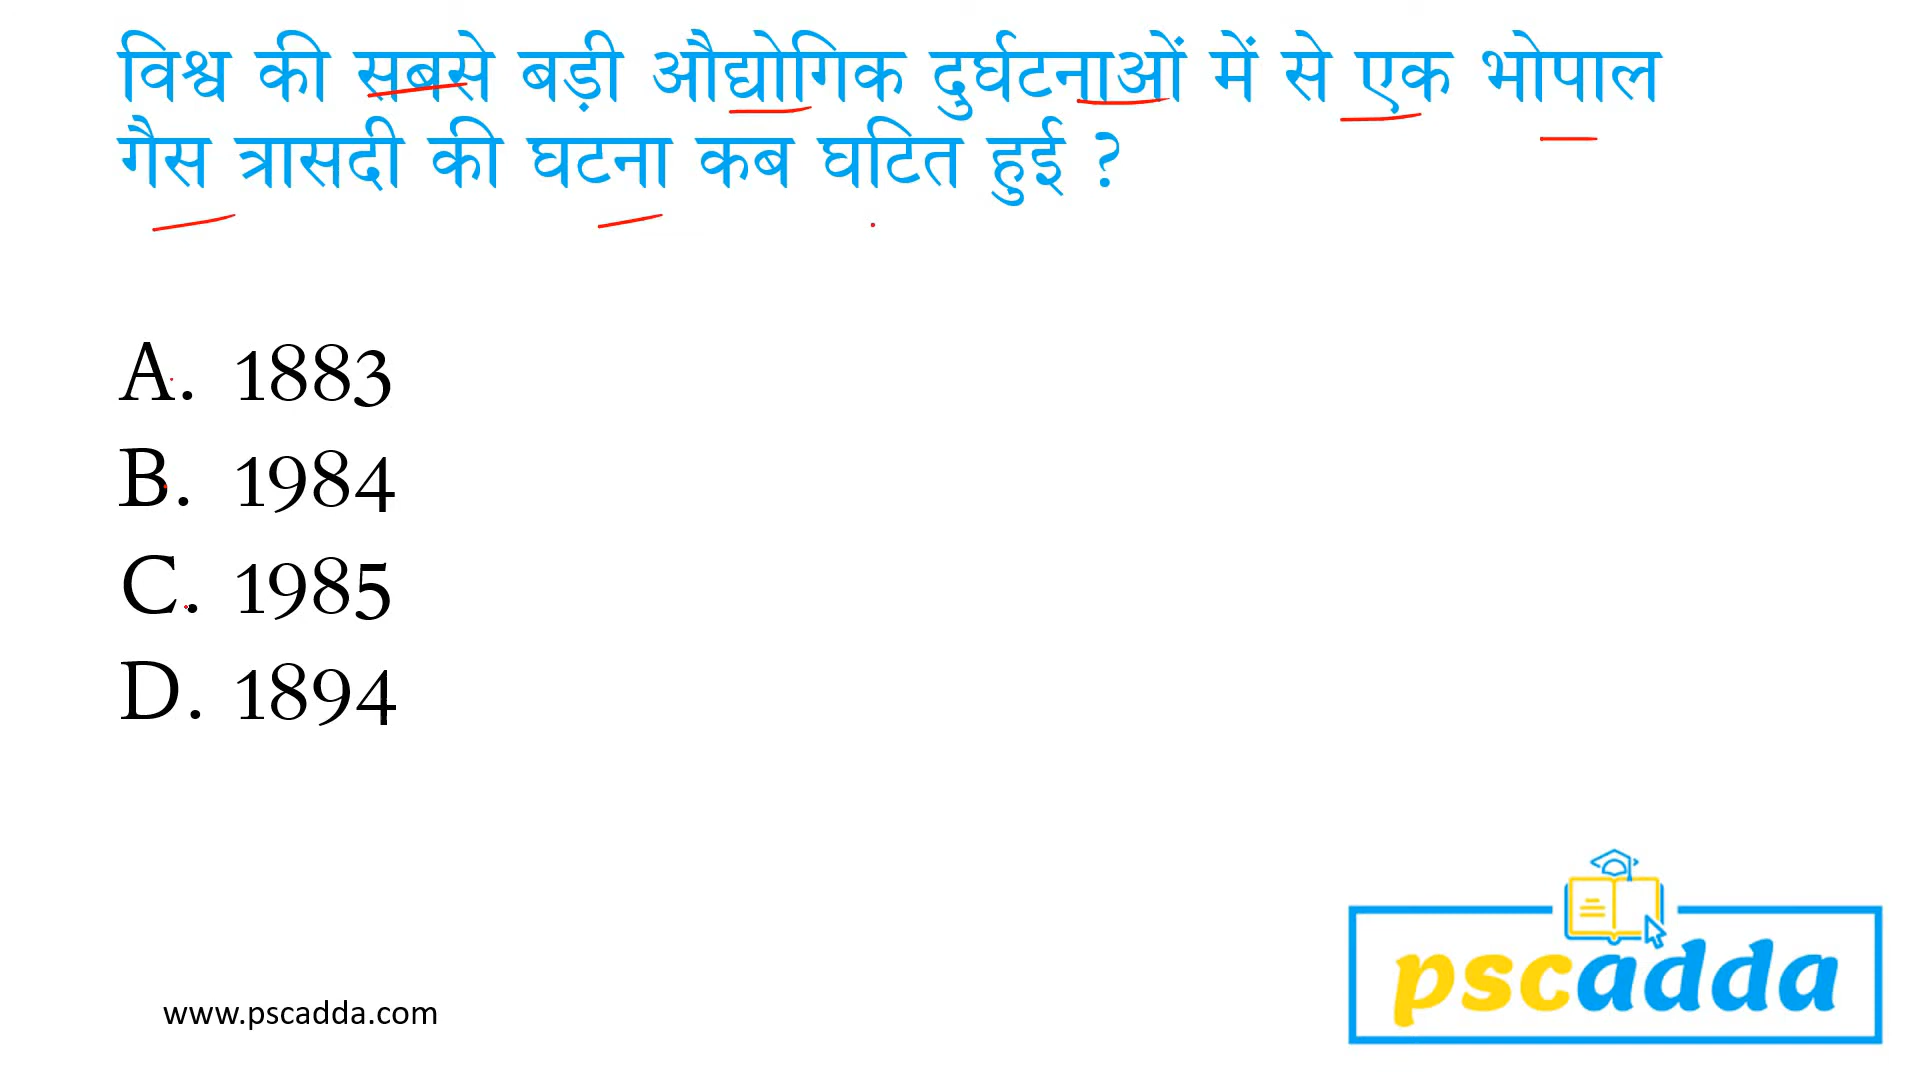 विश्व की सबसे बड़ी औद्योगिक दुर्घटनाओं में से एक भोपाल
गैस त्रासदी की घटना कब घटित हुई ?
A. 1883
B. 1984
C. 1985
D. 1894
pscadda
www.pscadda.com